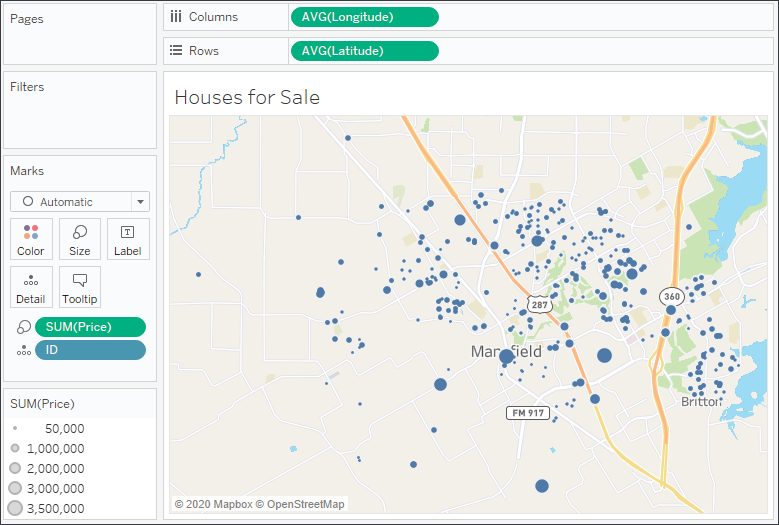 Pages
Columns
AVG(Longitude)
Rows
AVG(Latitude)
Filters
Houses for Sale
Marks
Automatic
Color
Size
Label
Detail
Tooltip
SUM(Price)
ID
SUM(Price)
50,000
1,000,000
2,000,000
3,000,000
3,500,000
287
360
Mansfield
Britton
FM 917
© 2020 Mapbox © OpenStreetMap